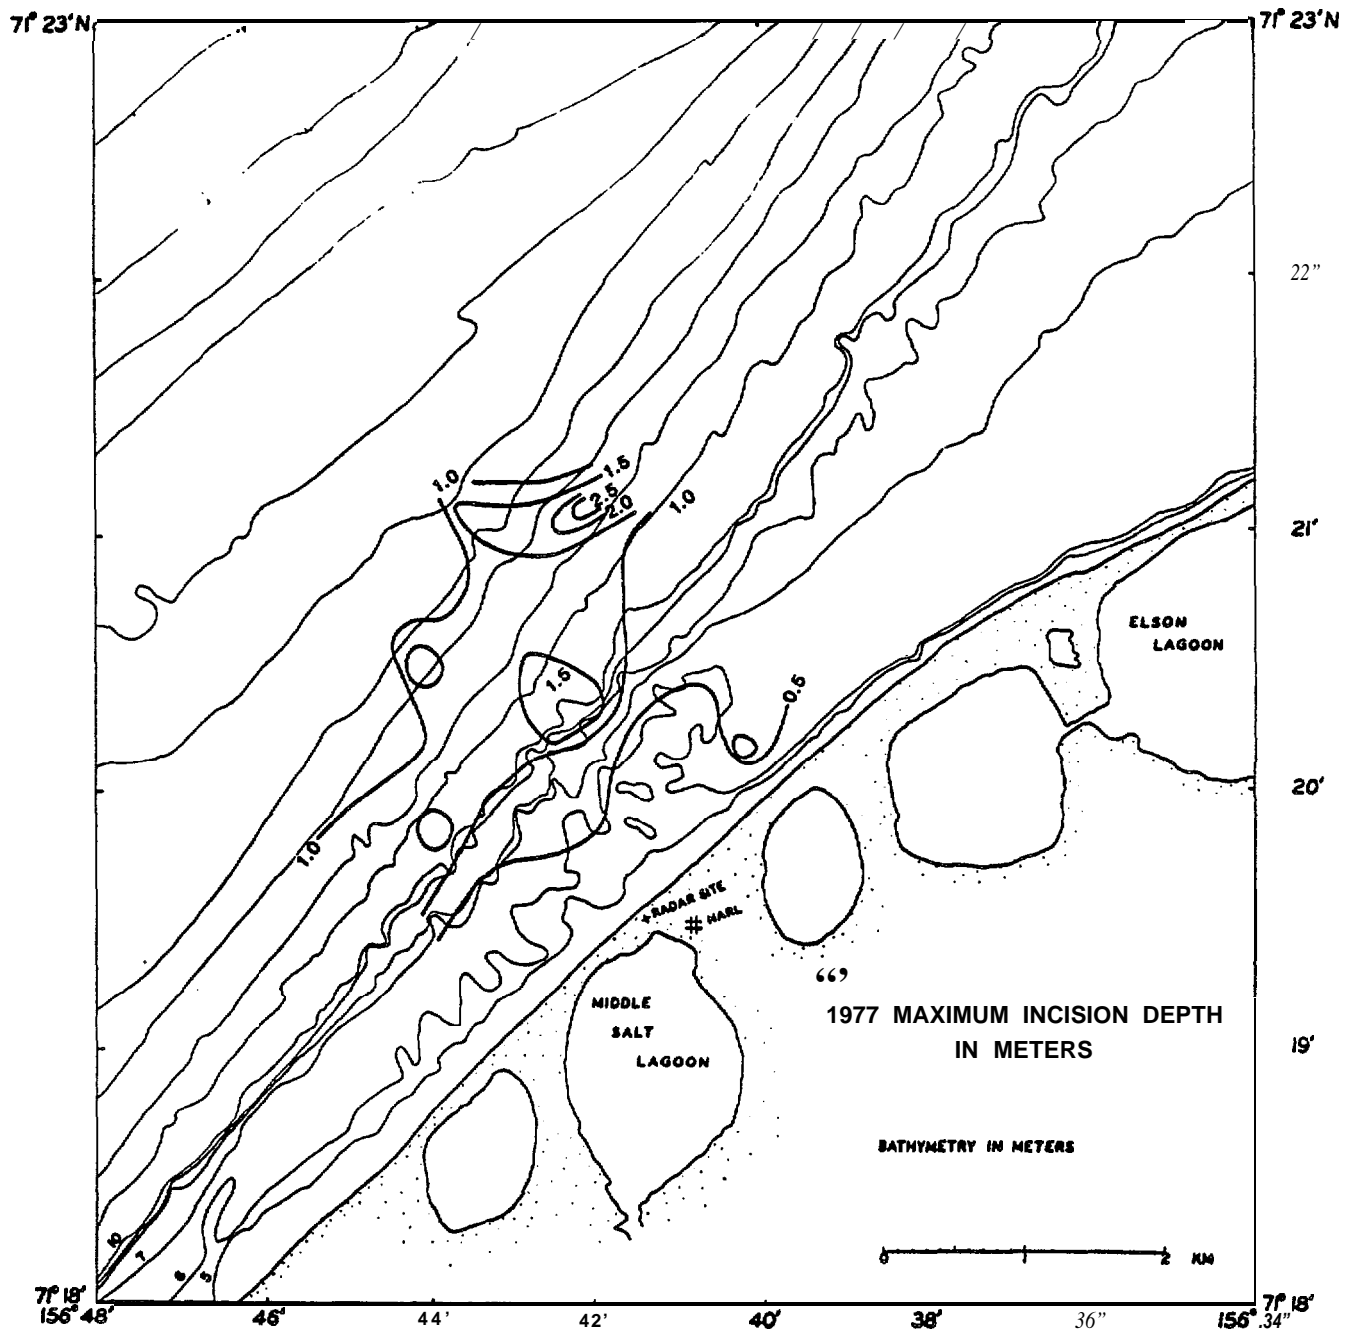 71° 23'N
71° 23'N
22"
1.0
1.5
2.5
2.0
1.0
21'
ELSON
LAGOON
1.5
0.5
20'
1.0
+RADAR SITE
# NARL
“‘’
MIDDLE
SALT
LAGOON
1977 MAXIMUM INCISION DEPTH
IN METERS
19'
BATHYMETRY IN METERS
10
7
6
5
0 1 2 KM
71° 18'
71° 18'
156° 48'
46'
44'
42'
40'
38'
36"
156° .34"